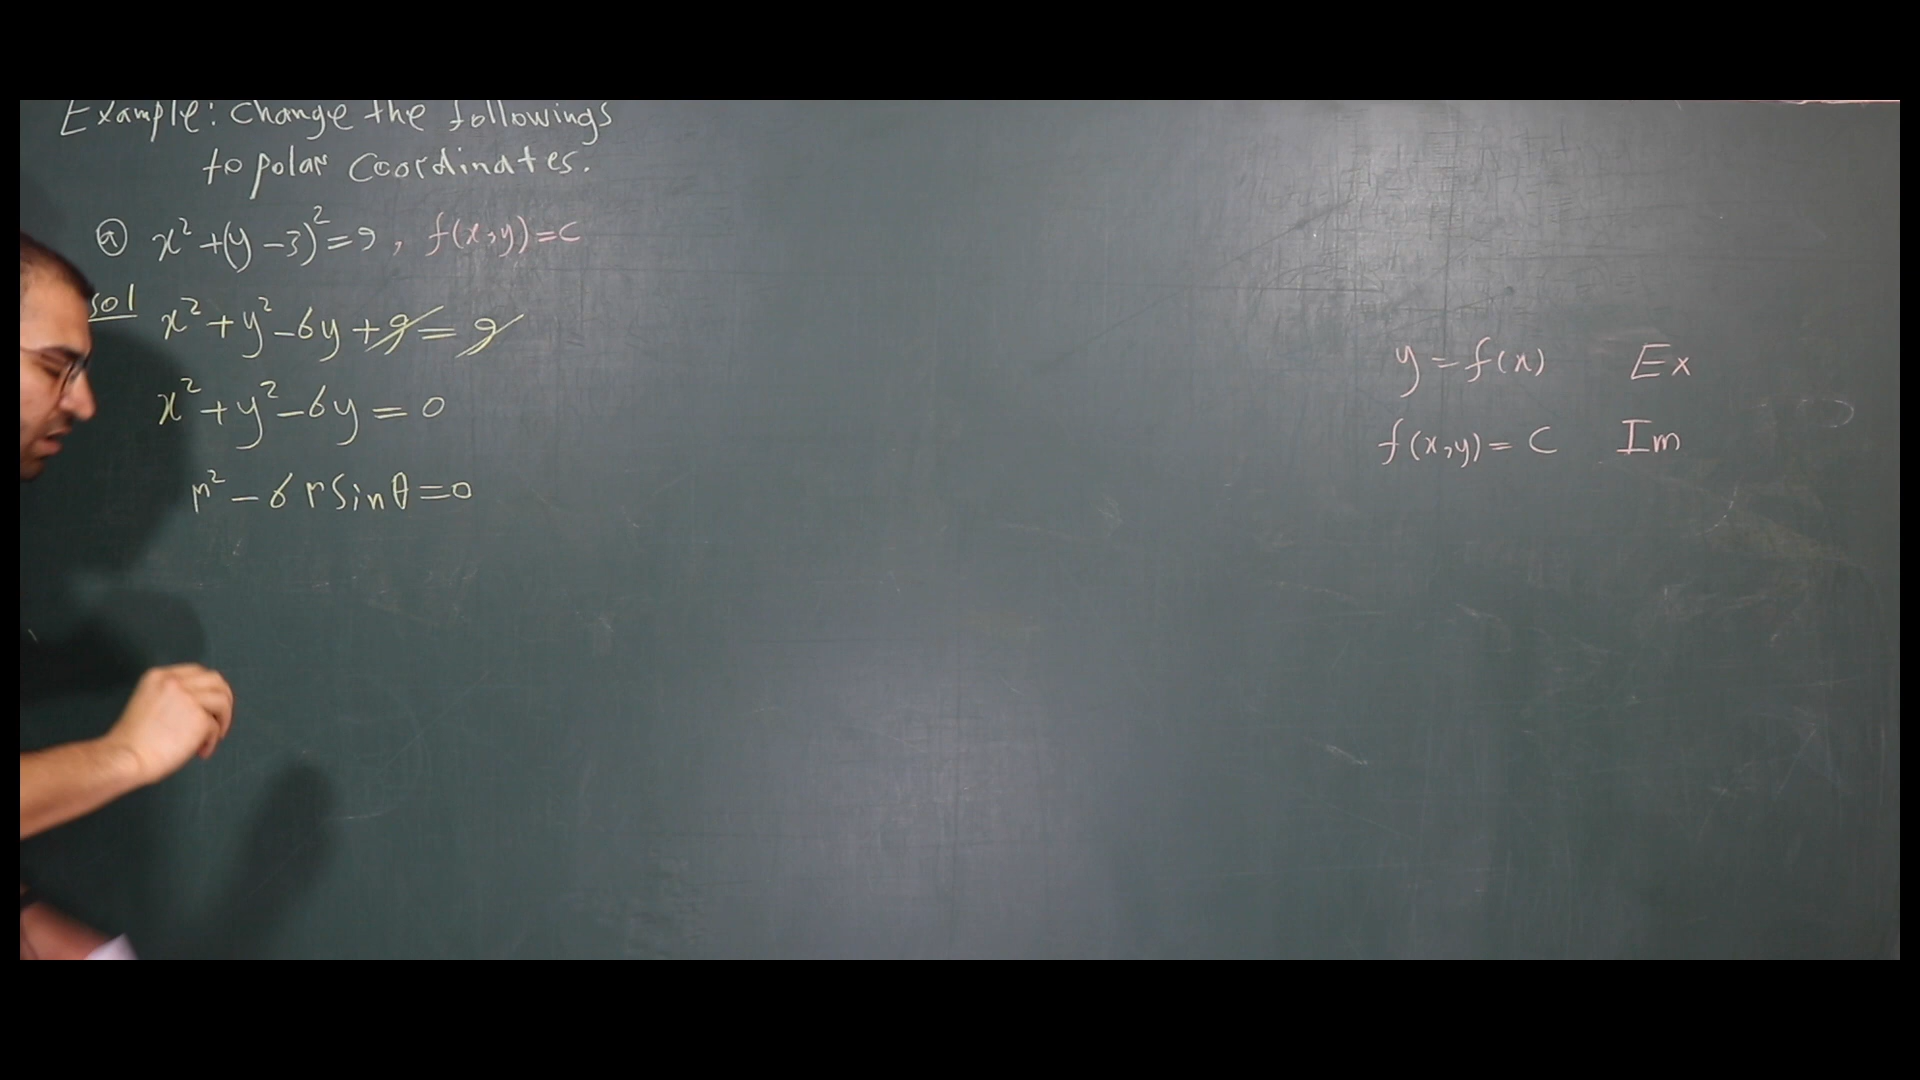 Example: Change the followings
to polar Coordinates.
ⓐ x² + (y - 3)² = 9 , f(x,y) = C
sol x² + y² - 6y + 9 = 9
x² + y² - 6y = 0
r² - 6 r Sin θ = 0
y = f(x) Ex
f(x,y) = C Im